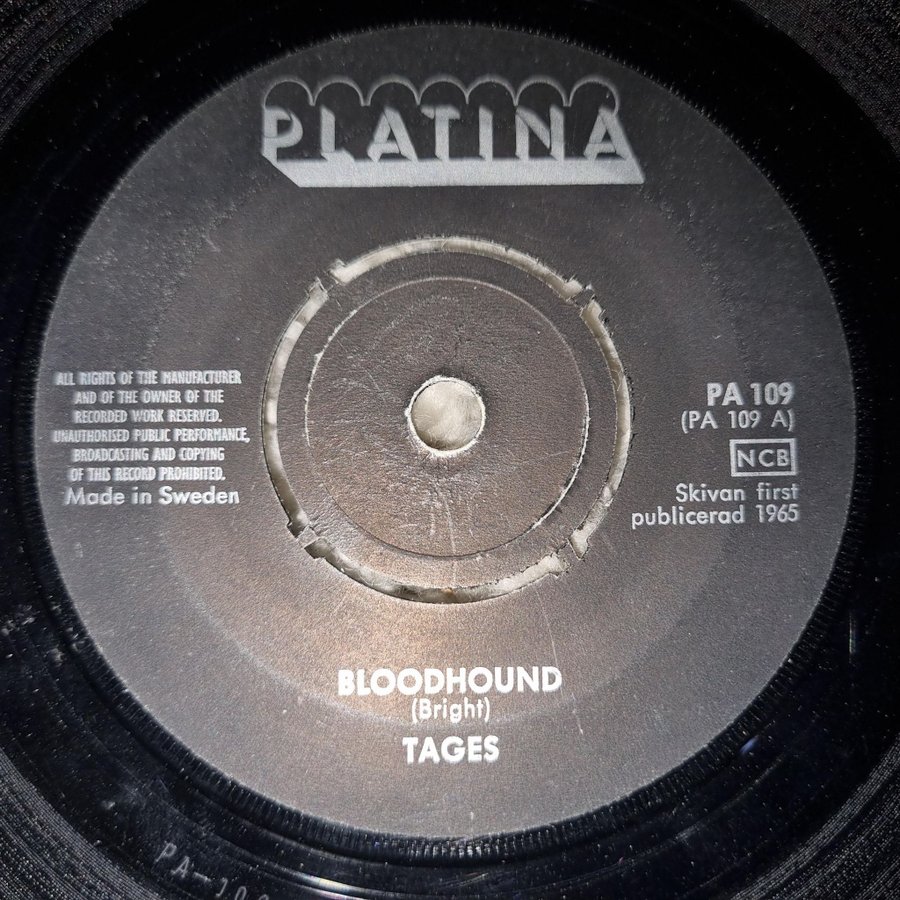 PLATINA
ALL RIGHTS OF THE MANUFACTURER
AND OF THE OWNER OF THE
RECORDED WORK RESERVED.
UNAUTHORISED PUBLIC PERFORMANCE,
BROADCASTING AND COPYING
OF THIS RECORD PROHIBITED.
Made in Sweden
PA 109
(PA 109 A)
NCB
Skivan first
publicerad 1965
BLOODHOUND
(Bright)
TAGES